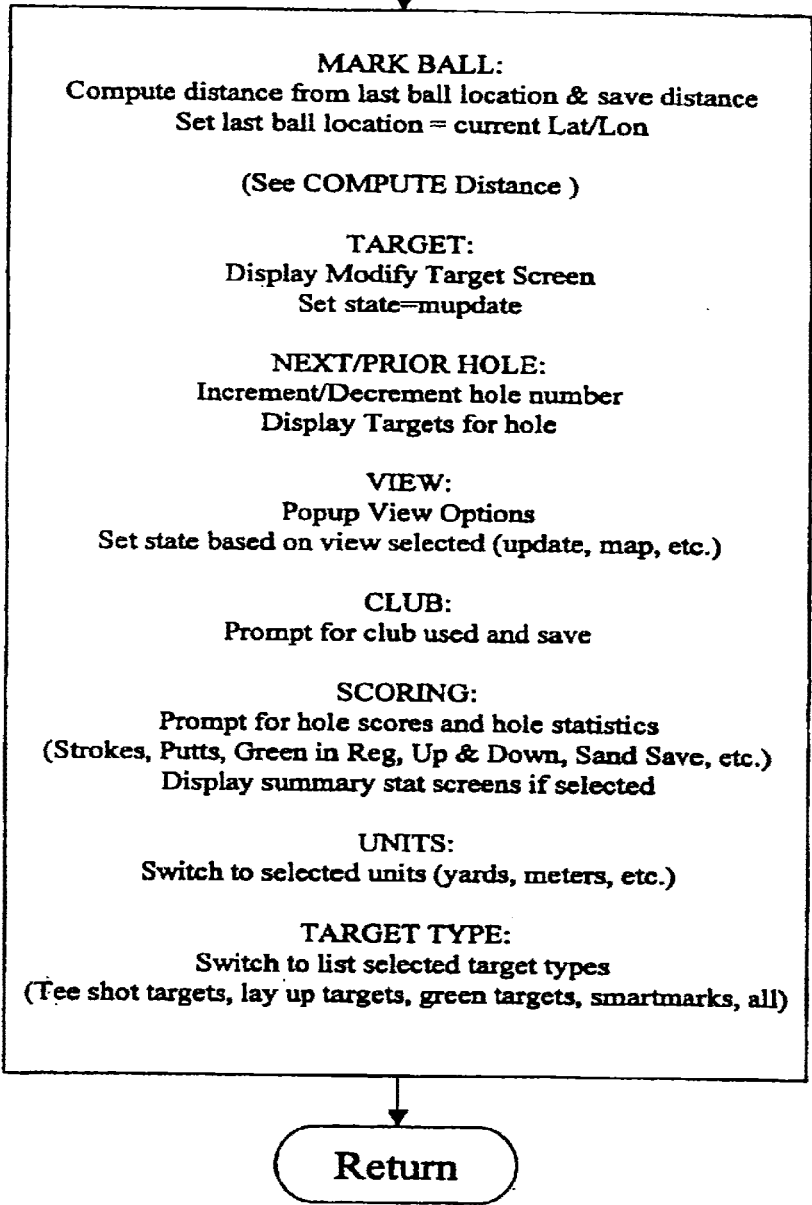 MARK BALL:
Compute distance from last ball location & save distance
Set last ball location = current Lat/Lon
(See COMPUTE Distance )
TARGET:
Display Modify Target Screen
Set state=mupdate
NEXT/PRIOR HOLE:
Increment/Decrement hole number
Display Targets for hole
VIEW:
Popup View Options
Set state based on view selected (update, map, etc.)
CLUB:
Prompt for club used and save
SCORING:
Prompt for hole scores and hole statistics
(Strokes, Putts, Green in Reg, Up & Down, Sand Save, etc.)
Display summary stat screens if selected
UNITS:
Switch to selected units (yards, meters, etc.)
TARGET TYPE:
Switch to list selected target types
(Tee shot targets, lay up targets, green targets, smartmarks, all)
Return